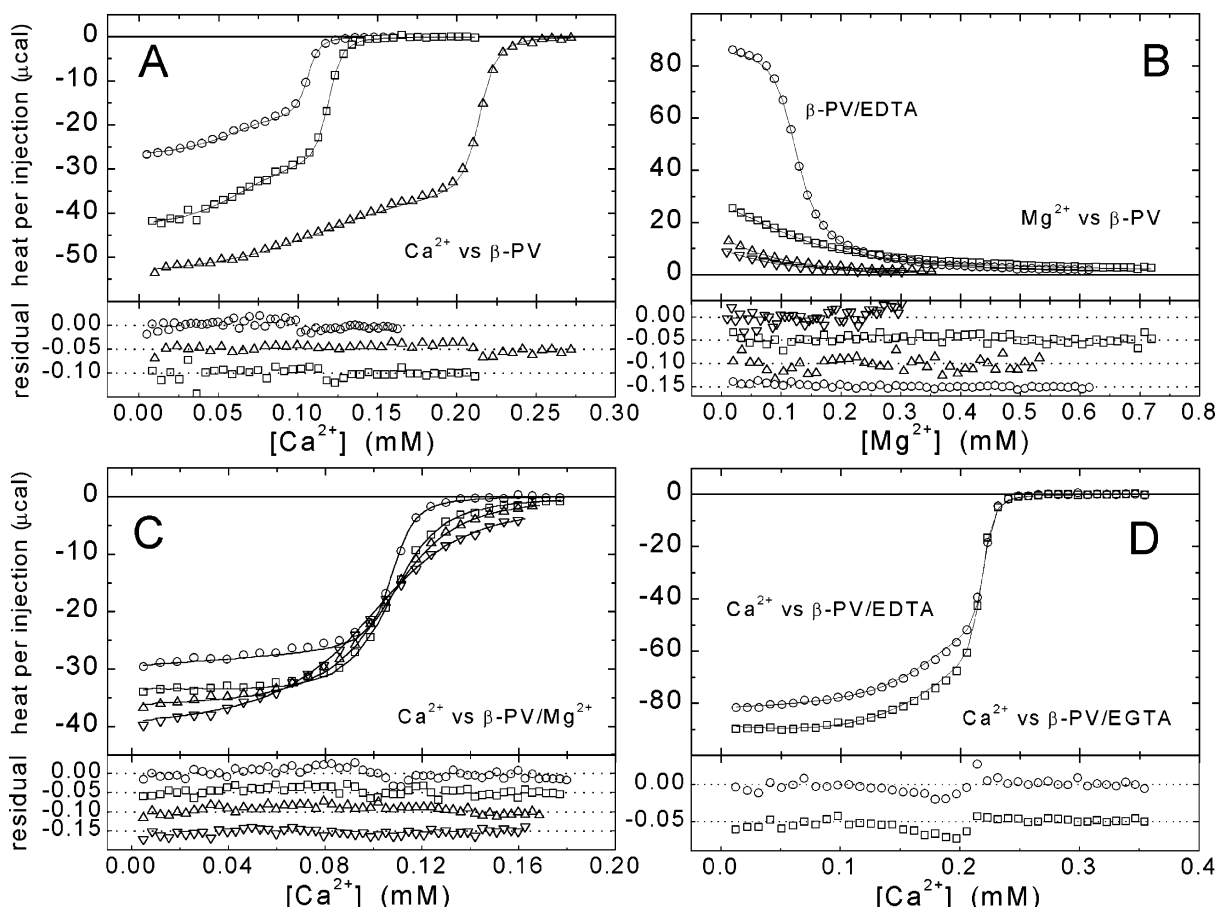 heat per injection (μcal)
0
-10
-20
-30
-40
-50
A
Ca²⁺ vs β-PV
residual
0.00
-0.05
-0.10
0.00 0.05 0.10 0.15 0.20 0.25 0.30
[Ca²⁺] (mM)
80
60
40
20
0
B
β-PV/EDTA
Mg²⁺ vs β-PV
0.00
-0.05
-0.10
-0.15
0.0 0.1 0.2 0.3 0.4 0.5 0.6 0.7 0.8
[Mg²⁺] (mM)
heat per injection (μcal)
0
-10
-20
-30
-40
C
Ca²⁺ vs β-PV/Mg²⁺
residual
0.00
-0.05
-0.10
-0.15
0.00 0.04 0.08 0.12 0.16 0.20
[Ca²⁺] (mM)
0
-20
-40
-60
-80
D
Ca²⁺ vs β-PV/EDTA
Ca²⁺ vs β-PV/EGTA
0.00
-0.05
0.0 0.1 0.2 0.3 0.4
[Ca²⁺] (mM)